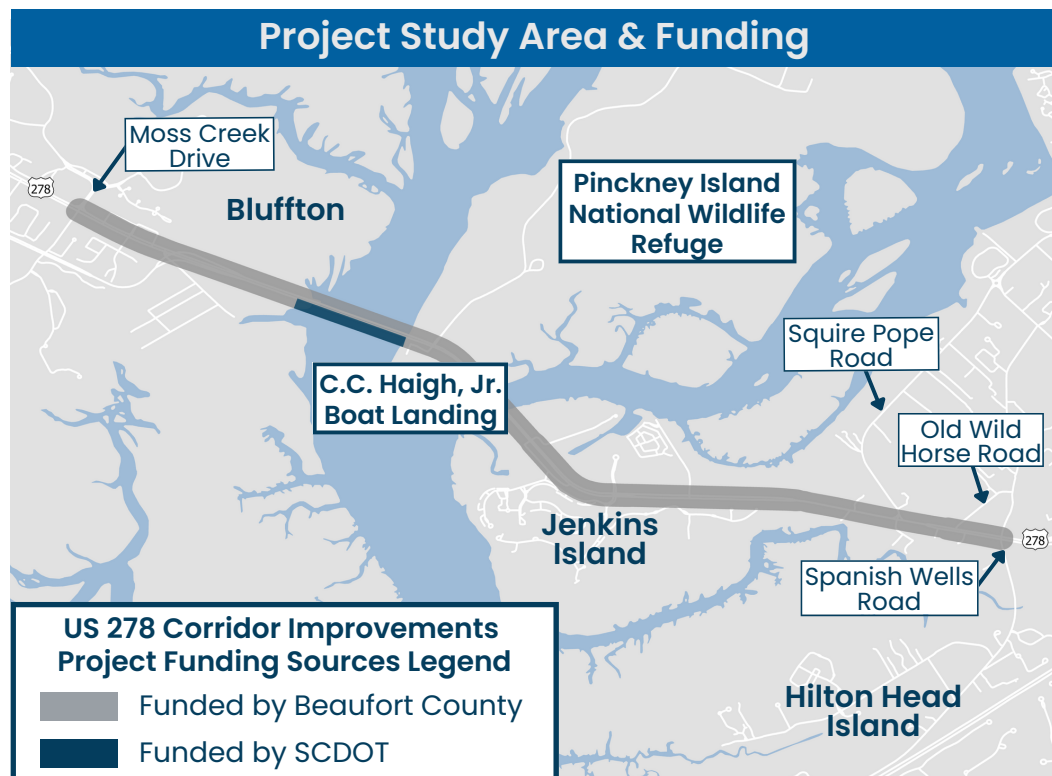 Project Study Area & Funding
Moss Creek
Drive
278
Bluffton
Pinckney Island
National Wildlife
Refuge
Squire Pope
Road
C.C. Haigh, Jr.
Boat Landing
Old Wild
Horse Road
Jenkins
Island
278
Spanish Wells
Road
US 278 Corridor Improvements
Project Funding Sources Legend
Funded by Beaufort County
Funded by SCDOT
Hilton Head
Island